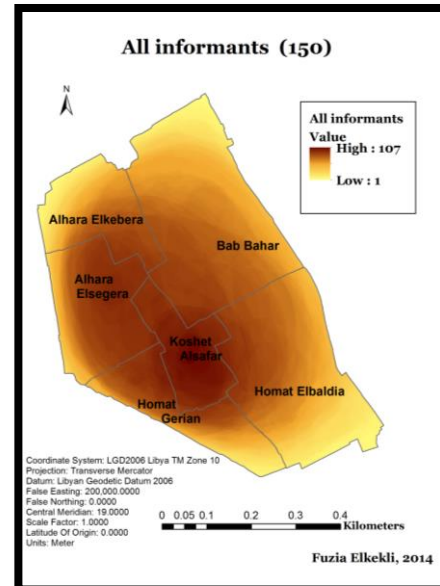 All informants (150)
N
All informants
Value
High : 107
Low : 1
Alhara Elkebera
Bab Bahar
Alhara
Elsegera
Koshet
Alsafar
Homat Elbaldia
Homat
Gerian
Coordinate System: LGD2006 Libya TM Zone 10
Projection: Transverse Mercator
Datum: Libyan Geodetic Datum 2006
False Easting: 200,000.0000
False Northing: 0.0000
Central Meridian: 19.0000
Scale Factor: 1.0000
Latitude Of Origin: 0.0000
Units: Meter
0 0.05 0.1 0.2 0.3 0.4
Kilometers
Fuzia Elkekli, 2014